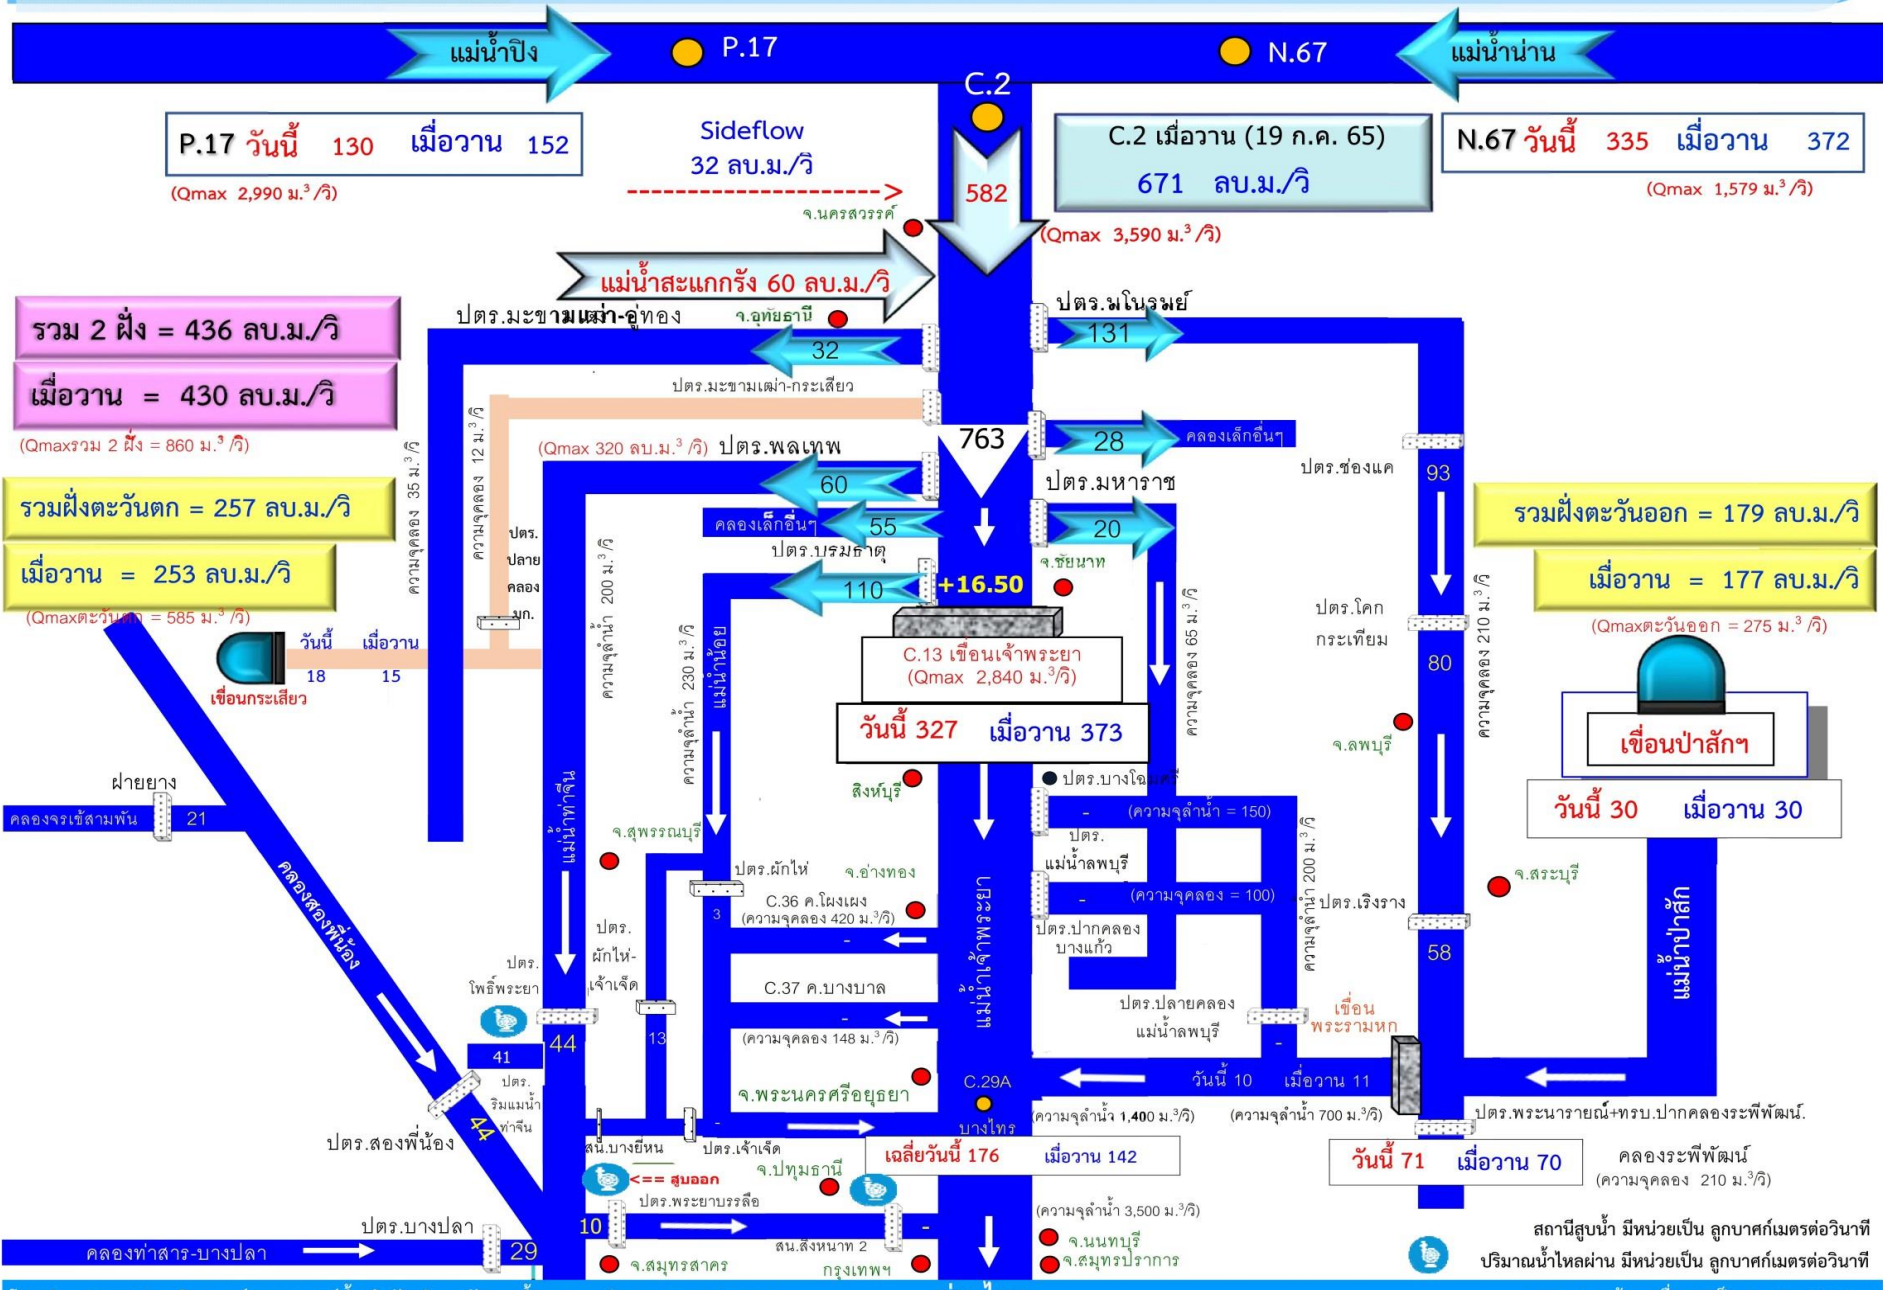 แม่น้ำปิง
P.17
N.67
แม่น้ำน่าน
C.2
P.17 วันนี้ 130 เมื่อวาน 152
(Qmax 2,990 ม.³/วิ)
Sideflow
32 ลบ.ม./วิ
582
C.2 เมื่อวาน (19 ก.ค. 65)
671 ลบ.ม./วิ
(Qmax 3,590 ม.³/วิ)
N.67 วันนี้ 335 เมื่อวาน 372
(Qmax 1,579 ม.³/วิ)
จ.นครสวรรค์
แม่น้ำสะแกกรัง 60 ลบ.ม./วิ
รวม 2 ฝั่ง = 436 ลบ.ม./วิ
เมื่อวาน = 430 ลบ.ม./วิ
(Qmaxรวม 2 ฝั่ง = 860 ม.³/วิ)
รวมฝั่งตะวันตก = 257 ลบ.ม./วิ
เมื่อวาน = 253 ลบ.ม./วิ
(Qmaxตะวันตก = 585 ม.³/วิ)
ปตร.มะขามเฒ่า-อู่ทอง
จ.อุทัยธานี
32
ปตร.มะขามเฒ่า-กระเสียว
(Qmax 320 ลบ.ม.³/วิ) ปตร.พลเทพ
60
คลองเล็กอื่นๆ
55
ปตร.บรมธาตุ
110
ปตร.มโนรมย์
131
763
28
คลองเล็กอื่นๆ
ปตร.มหาราช
20
จ.ชัยนาท
+16.50
C.13 เขื่อนเจ้าพระยา
(Qmax 2,840 ม.³/วิ)
วันนี้ 327 เมื่อวาน 373
ปตร.ช่องแค
93
รวมฝั่งตะวันออก = 179 ลบ.ม./วิ
เมื่อวาน = 177 ลบ.ม./วิ
(Qmaxตะวันออก = 275 ม.³/วิ)
ปตร.โคก
กระเทียม
80
จ.ลพบุรี
เขื่อนป่าสักฯ
วันนี้ 30 เมื่อวาน 30
ความจุคลอง 35 ม.³/วิ
ความจุคลอง 12 ม.³/วิ
ปตร.
ปลาย
คลอง
มก.
ความจุลำน้ำ 200 ม.³/วิ
ความจุลำน้ำ 230 ม.³/วิ
แม่น้ำน้อย
ความจุคลอง 65 ม.³/วิ
ความจุคลอง 210 ม.³/วิ
วันนี้ เมื่อวาน
18 15
เขื่อนกระเสียว
ฝายยาง
คลองจรเข้สามพัน
21
คลองสองพี่น้อง
แม่น้ำท่าจีน
จ.สุพรรณบุรี
สิงห์บุรี
ปตร.บางโฉมศรี
-
(ความจุลำน้ำ = 150)
ปตร.
แม่น้ำลพบุรี
-
(ความจุคลอง = 100)
ปตร.ปากคลอง
บางแก้ว
ความจุลำน้ำ 200 ม.³/วิ
ปตร.ผักไห่
3
จ.อ่างทอง
C.36 ค.โผงเผง
(ความจุคลอง 420 ม.³/วิ)
-
C.37 ค.บางบาล
-
(ความจุคลอง 148 ม.³/วิ)
แม่น้ำเจ้าพระยา
ปตร.เริงราง
58
จ.สระบุรี
แม่น้ำป่าสัก
ปตร.
ผักไห่-
เจ้าเจ็ด
13
ปตร.
โพธิ์พระยา
44
41
ปตร.
ริมแม่น้ำ
ท่าจีน
44
ปตร.สองพี่น้อง
ปตร.ปลายคลอง
แม่น้ำลพบุรี
-
เขื่อน
พระรามหก
จ.พระนครศรีอยุธยา
C.29A
บางไทร
วันนี้ 10 เมื่อวาน 11
(ความจุลำน้ำ 1,400 ม.³/วิ)
(ความจุลำน้ำ 700 ม.³/วิ)
ปตร.พระนารายณ์+ทรบ.ปากคลองระพีพัฒน์.
สน.บางยี่หน
ปตร.เจ้าเจ็ด
-
เฉลี่ยวันนี้ 176 เมื่อวาน 142
วันนี้ 71 เมื่อวาน 70
คลองระพีพัฒน์
(ความจุคลอง 210 ม.³/วิ)
<== สูบออก
จ.ปทุมธานี
ปตร.พระยาบรรลือ
10
-
สน.สิงหนาท 2
(ความจุลำน้ำ 3,500 ม.³/วิ)
จ.นนทบุรี
จ.สมุทรปราการ
ปตร.บางปลา
คลองท่าสาร-บางปลา
29
จ.สมุทรสาคร
กรุงเทพฯ
สถานีสูบน้ำ มีหน่วยเป็น ลูกบาศก์เมตรต่อวินาที
ปริมาณน้ำไหลผ่าน มีหน่วยเป็น ลูกบาศก์เมตรต่อวินาที